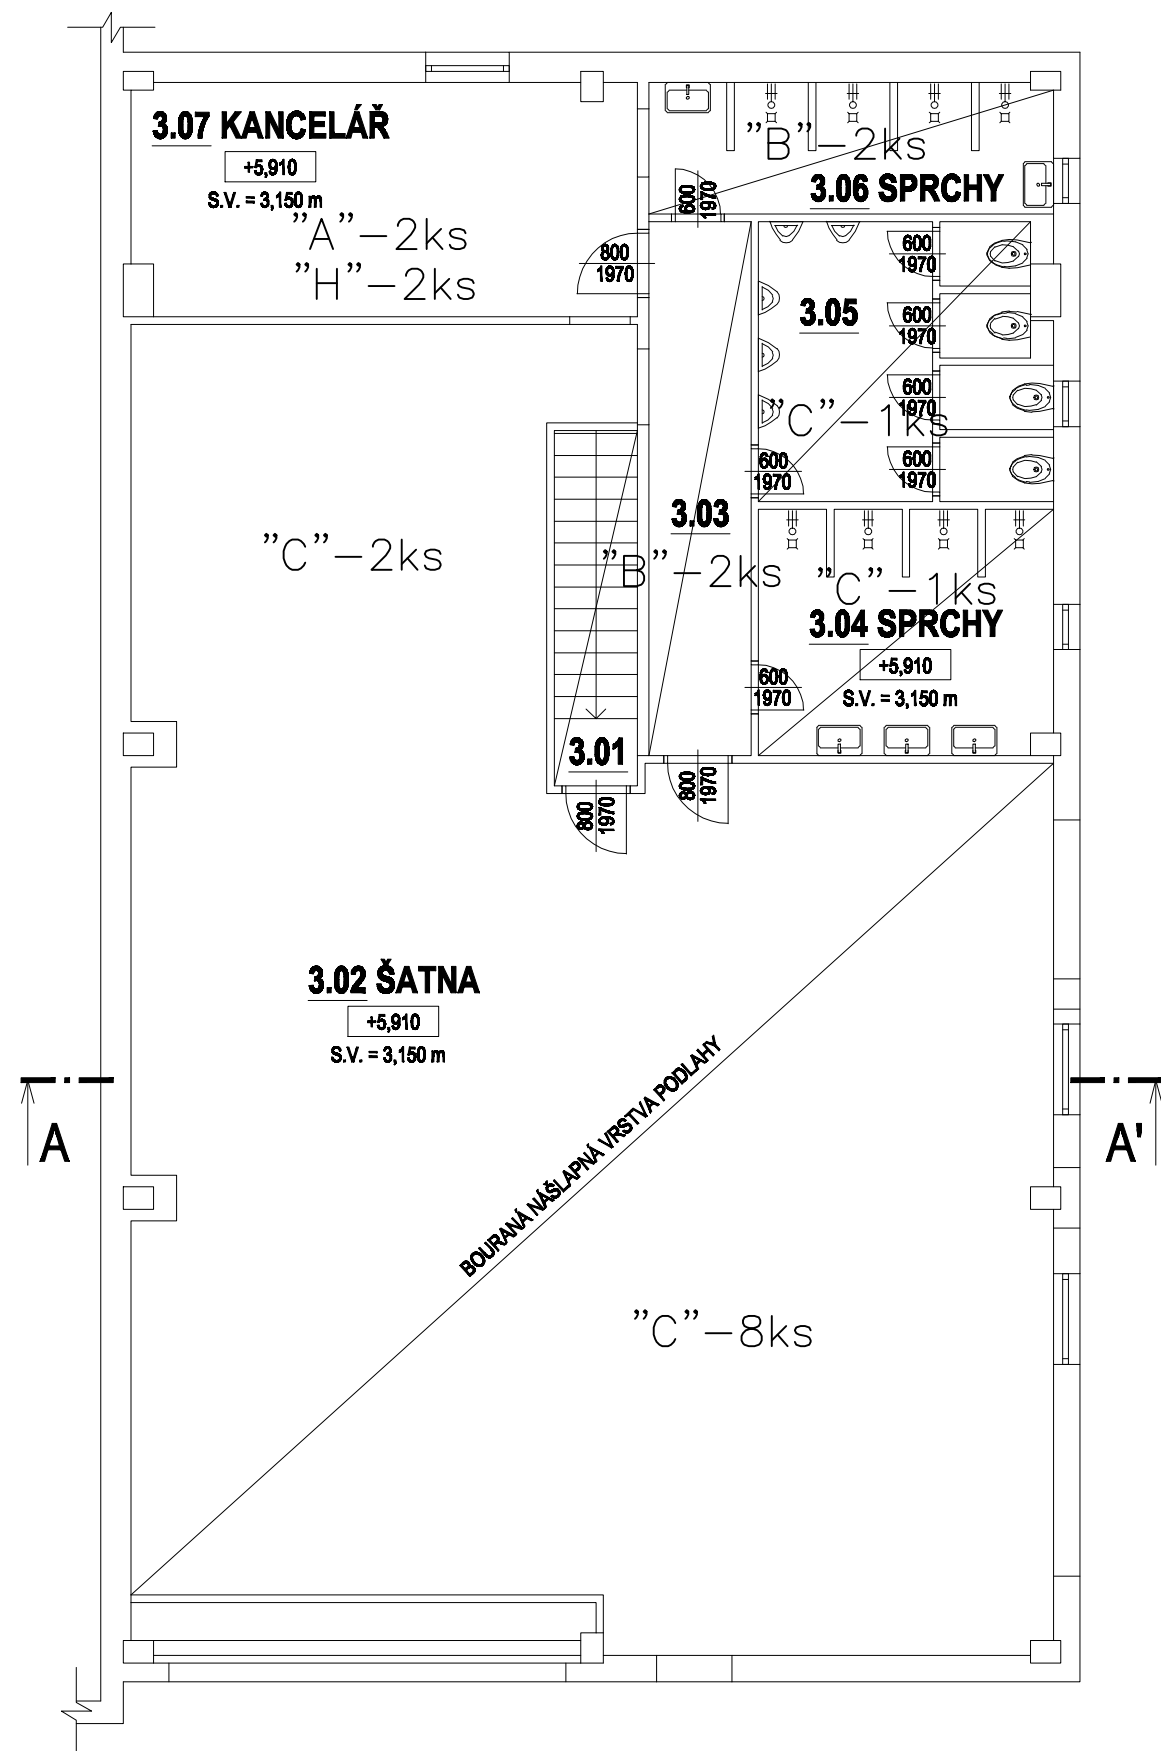 3.07 KANCELÁŘ
+5,910
S.V. = 3,150 m
"A"-2ks
"H"-2ks
800
1970
"B"-2ks
3.06 SPRCHY
600
1970
600
1970
3.05
600
1970
600
1970
"C"-1ks
600
1970
600
1970
3.03
"C"-2ks
"B"-2ks
"C"-1ks
3.04 SPRCHY
+5,910
S.V. = 3,150 m
600
1970
3.01
800
1970
800
1970
3.02 ŠATNA
+5,910
S.V. = 3,150 m
BOURANÁ NÁŠLAPNÁ VRSTVA PODLAHY
A
A'
"C"-8ks